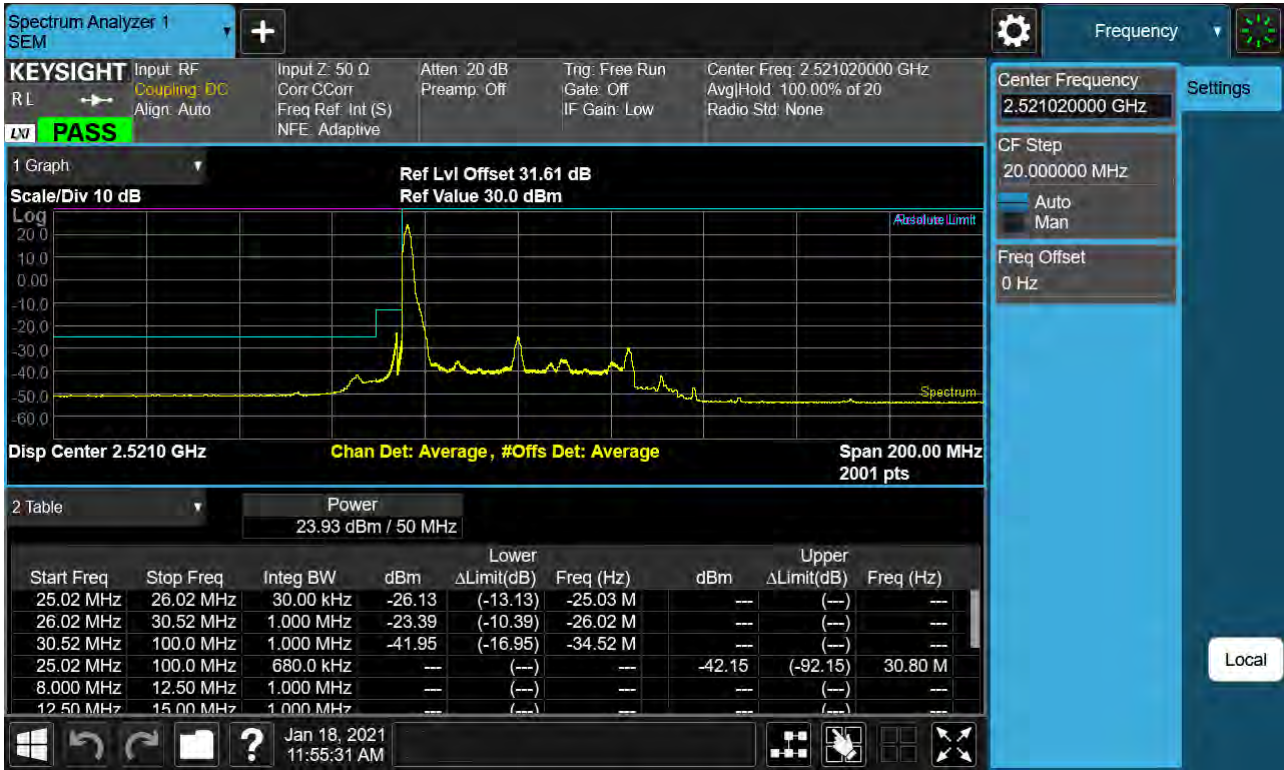 Spectrum Analyzer 1
SEM
Frequency
KEYSIGHT
RL
LXI
PASS
Input: RF
Coupling: DC
Align: Auto
Input Z: 50 Ω
Corr CCorr
Freq Ref: Int (S)
NFE: Adaptive
Atten: 20 dB
Preamp: Off
Trig: Free Run
Gate: Off
IF Gain: Low
Center Freq: 2.521020000 GHz
Avg|Hold: 100.00% of 20
Radio Std: None
Center Frequency
2.521020000 GHz
Settings
CF Step
20.000000 MHz
Auto
Man
Freq Offset
0 Hz
Local
1 Graph
Scale/Div 10 dB
Ref Lvl Offset 31.61 dB
Ref Value 30.0 dBm
Log
20.0
10.0
0.00
-10.0
-20.0
-30.0
-40.0
-50.0
-60.0
Absolute Limit
Spectrum
Disp Center 2.5210 GHz
Chan Det: Average, #Offs Det: Average
Span 200.00 MHz
2001 pts
2 Table
Power
23.93 dBm / 50 MHz
Lower Upper
Start Freq Stop Freq Integ BW dBm ΔLimit(dB) Freq (Hz) dBm ΔLimit(dB) Freq (Hz)
25.02 MHz 26.02 MHz 30.00 kHz -26.13 (-13.13) -25.03 M --- (---) ---
26.02 MHz 30.52 MHz 1.000 MHz -23.39 (-10.39) -26.02 M --- (---) ---
30.52 MHz 100.0 MHz 1.000 MHz -41.95 (-16.95) -34.52 M --- (---) ---
25.02 MHz 100.0 MHz 680.0 kHz --- (---) --- -42.15 (-92.15) 30.80 M
8.000 MHz 12.50 MHz 1.000 MHz --- (---) --- --- (---) ---
12.50 MHz 15.00 MHz 1.000 MHz --- (---) --- --- (---) ---
Jan 18, 2021
11:55:31 AM